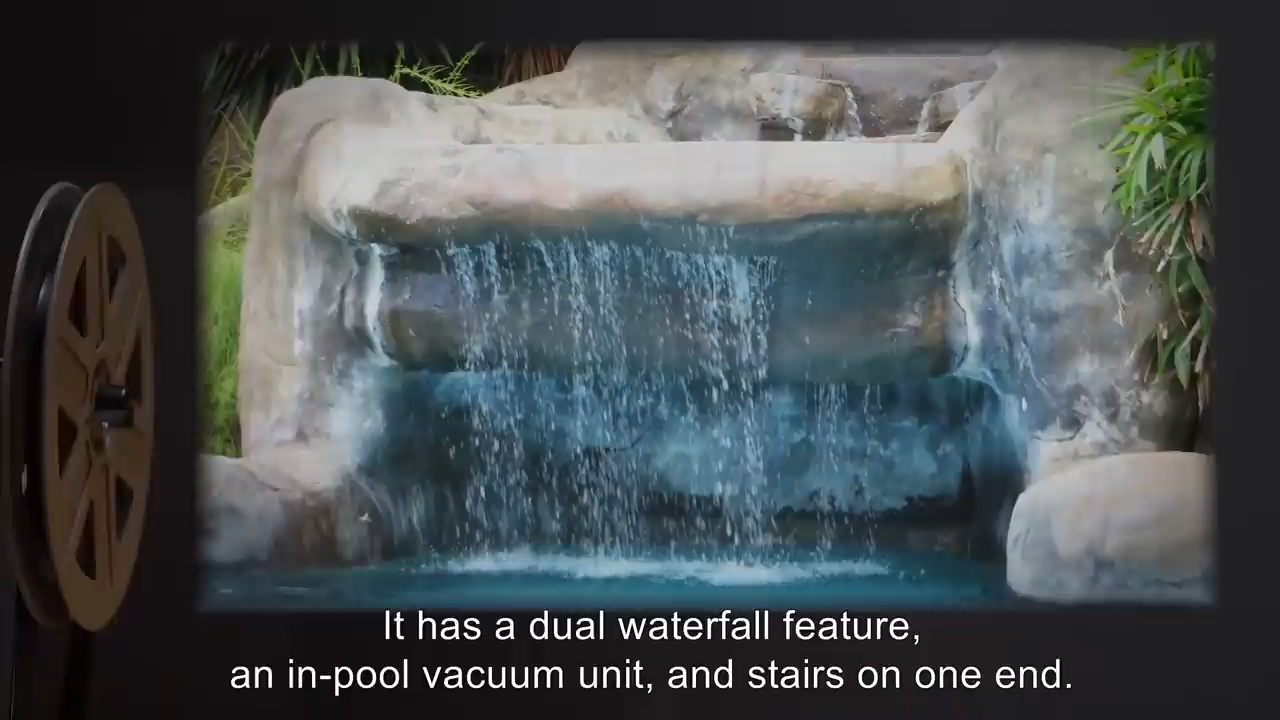 It has a dual waterfall feature,
an in-pool vacuum unit, and stairs on one end.